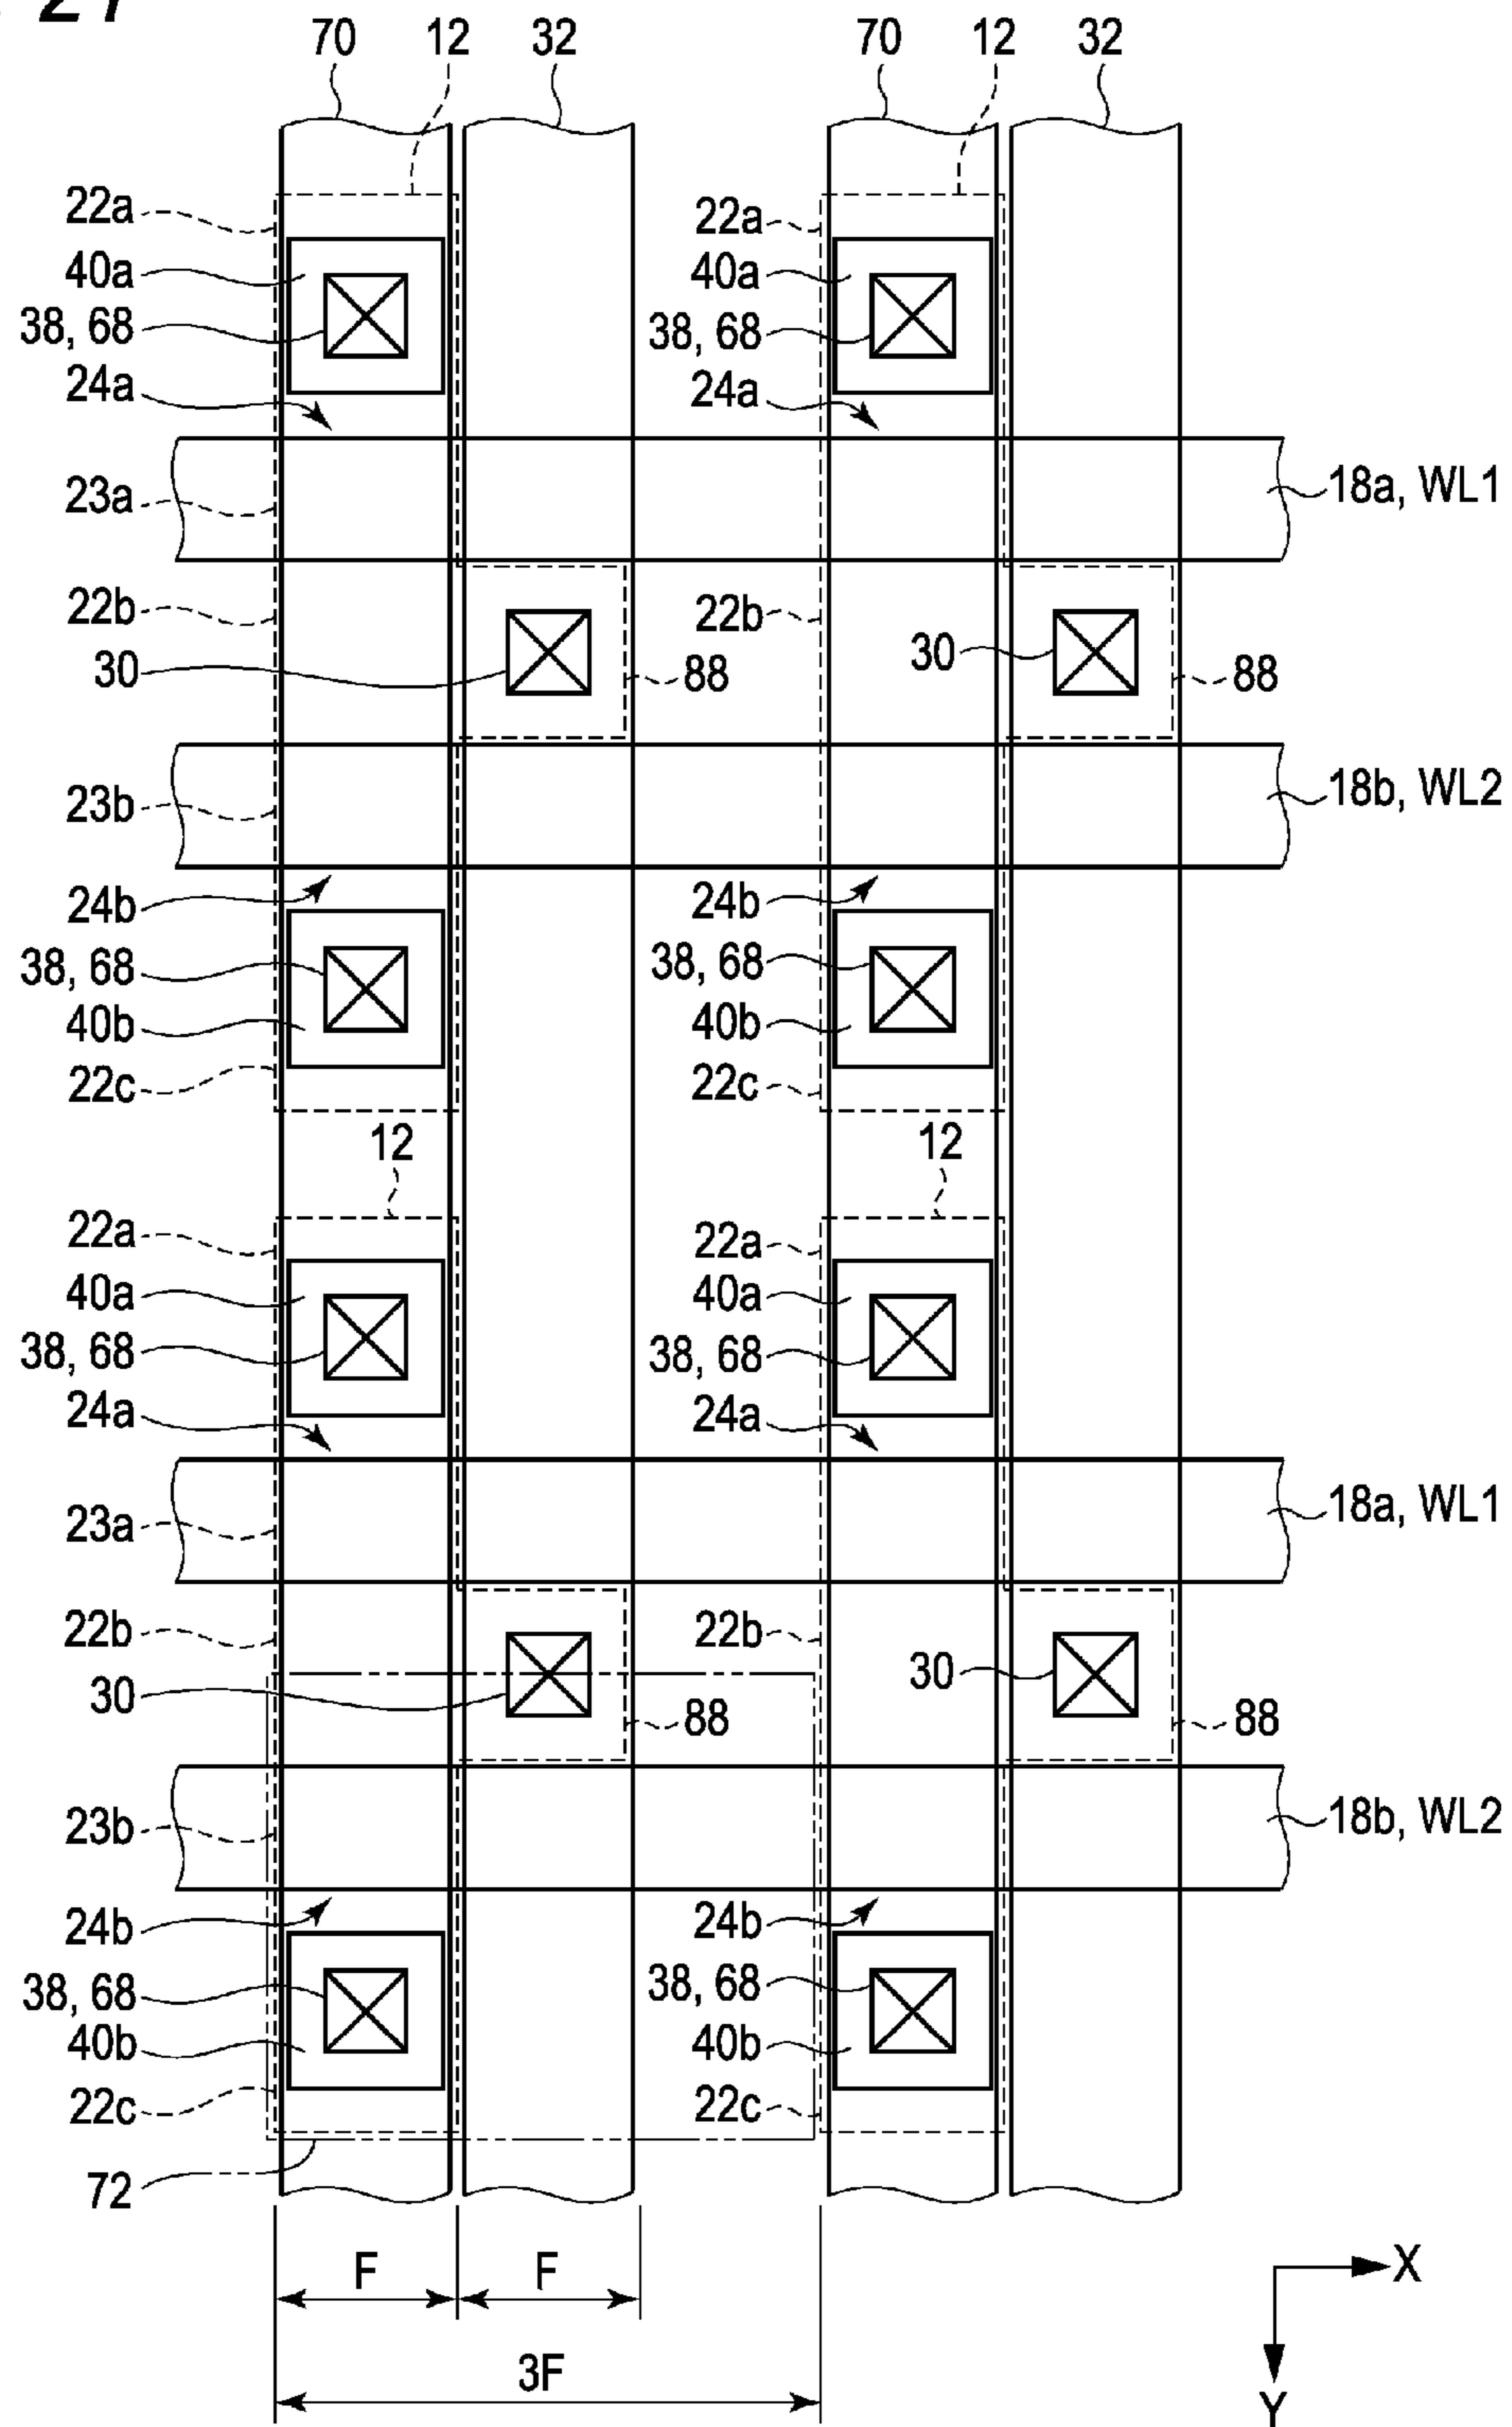 21
70 12 32 70 12 32
22a 22a
40a 40a
38, 68 38, 68
24a 24a
23a 18a, WL1
22b 22b
30 88 30 88
23b 18b, WL2
24b 24b
38, 68 38, 68
40b 40b
22c 22c
12 12
22a 22a
40a 40a
38, 68 38, 68
24a 24a
23a 18a, WL1
22b 22b
30 88 30 88
23b 18b, WL2
24b 24b
38, 68 38, 68
40b 40b
22c 22c
72
F F X
3F Y